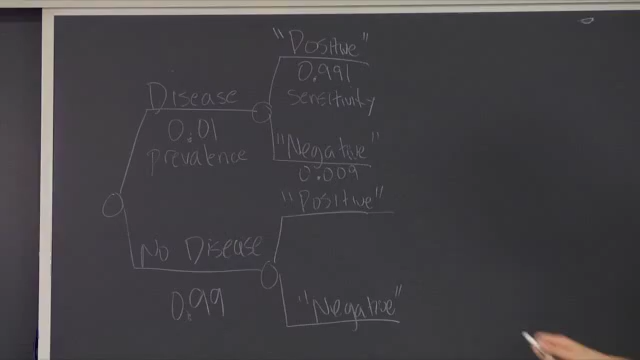 "Positive"
0.991
sensitivity
Disease
0.01
prevalence
"Negative"
0.009
"Positive"
No Disease
0.99
"Negative"